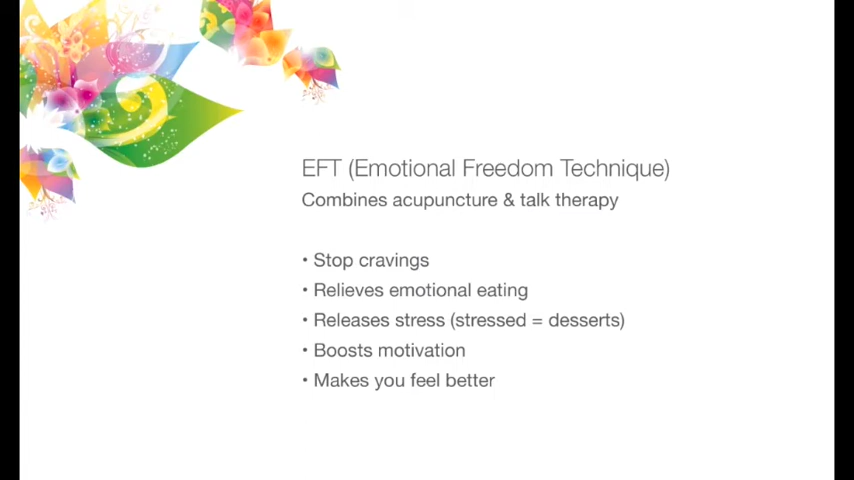 EFT (Emotional Freedom Technique)
Combines acupuncture & talk therapy
• Stop cravings
• Relieves emotional eating
• Releases stress (stressed = desserts)
• Boosts motivation
• Makes you feel better